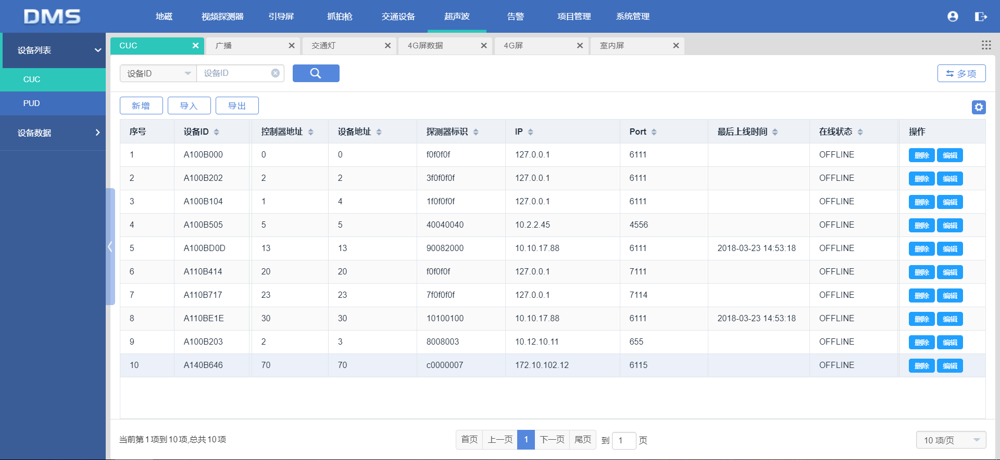 DMS 地磁 视频探测器 引导屏 抓拍枪 交通设备 超声波 告警 项目管理 系统管理
设备列表
CUC
PUD
设备数据
CUC 广播 交通灯 4G屏数据 4G屏 室内屏
设备ID 设备ID 多项
新增 导入 导出
序号 设备ID 控制器地址 设备地址 探测器标识 IP Port 最后上线时间 在线状态 操作
1 A100B000 0 0 f0f0f0f 127.0.0.1 6111 OFFLINE 删除 编辑
2 A100B202 2 2 3f0f0f0f 127.0.0.1 6111 OFFLINE 删除 编辑
3 A100B104 1 4 1f0f0f0f 127.0.0.1 6111 OFFLINE 删除 编辑
4 A100B505 5 5 40040040 10.2.2.45 4556 OFFLINE 删除 编辑
5 A100BD0D 13 13 90082000 10.10.17.88 6111 2018-03-23 14:53:18 OFFLINE 删除 编辑
6 A110B414 20 20 f0f0f0f 127.0.0.1 7111 OFFLINE 删除 编辑
7 A110B717 23 23 7f0f0f0f 127.0.0.1 7114 OFFLINE 删除 编辑
8 A110BE1E 30 30 10100100 10.10.17.88 6111 2018-03-23 14:53:18 OFFLINE 删除 编辑
9 A100B203 2 3 8008003 10.12.10.11 655 OFFLINE 删除 编辑
10 A140B646 70 70 c0000007 172.10.102.12 6115 OFFLINE 删除 编辑
当前第1项到10项,总共10项 首页 上一页 1 下一页 尾页 到 1 页 10 项/页